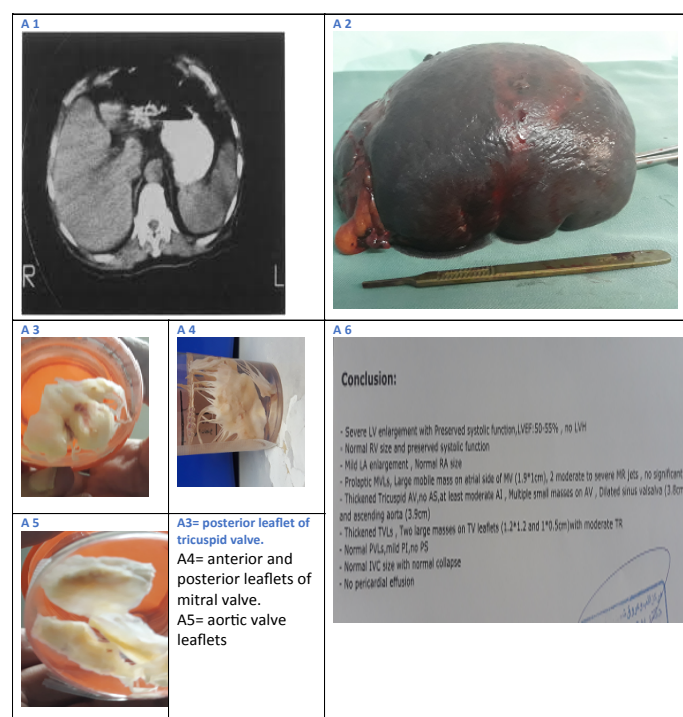 A 1
R
L
A 2
A 3
A 4
A 5
A3= posterior leaflet of
tricuspid valve.
A4= anterior and
posterior leaflets of
mitral valve.
A5= aortic valve
leaflets
A 6
Conclusion:
- Severe LV enlargement with Preserved systolic function,LVEF:50-55% , no LVH
- Normal RV size and preserved systolic function
- Mild LA enlargement , Normal RA size
- Prolaptic MVLs, Large mobile mass on atrial side of MV (1.9*1cm), 2 moderate to severe MR jets , no significant
- Thickened Tricuspid AV,no AS,at least moderate AI , Multiple small masses on AV , Dilated sinus valsalva (3.8cm
and ascending aorta (3.9cm)
- Thickened TVLs , Two large masses on TV leaflets (1.2*1.2 and 1*0.5cm)with moderate TR
- Normal PVLs,mild PI,no PS
- Normal IVC size with normal collapse
- No pericardial effusion